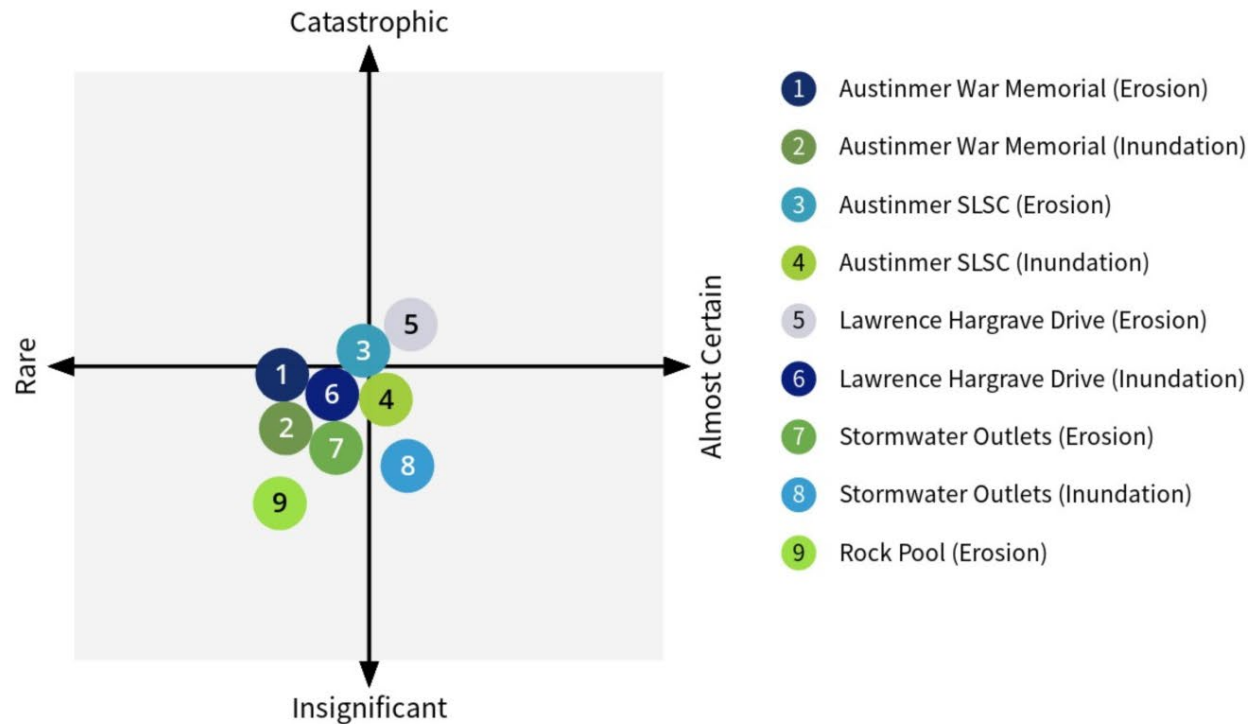 Catastrophic
Rare
Almost Certain
Insignificant
5
3
1
6
4
2
7
8
9
1 Austinmer War Memorial (Erosion)
2 Austinmer War Memorial (Inundation)
3 Austinmer SLSC (Erosion)
4 Austinmer SLSC (Inundation)
5 Lawrence Hargrave Drive (Erosion)
6 Lawrence Hargrave Drive (Inundation)
7 Stormwater Outlets (Erosion)
8 Stormwater Outlets (Inundation)
9 Rock Pool (Erosion)